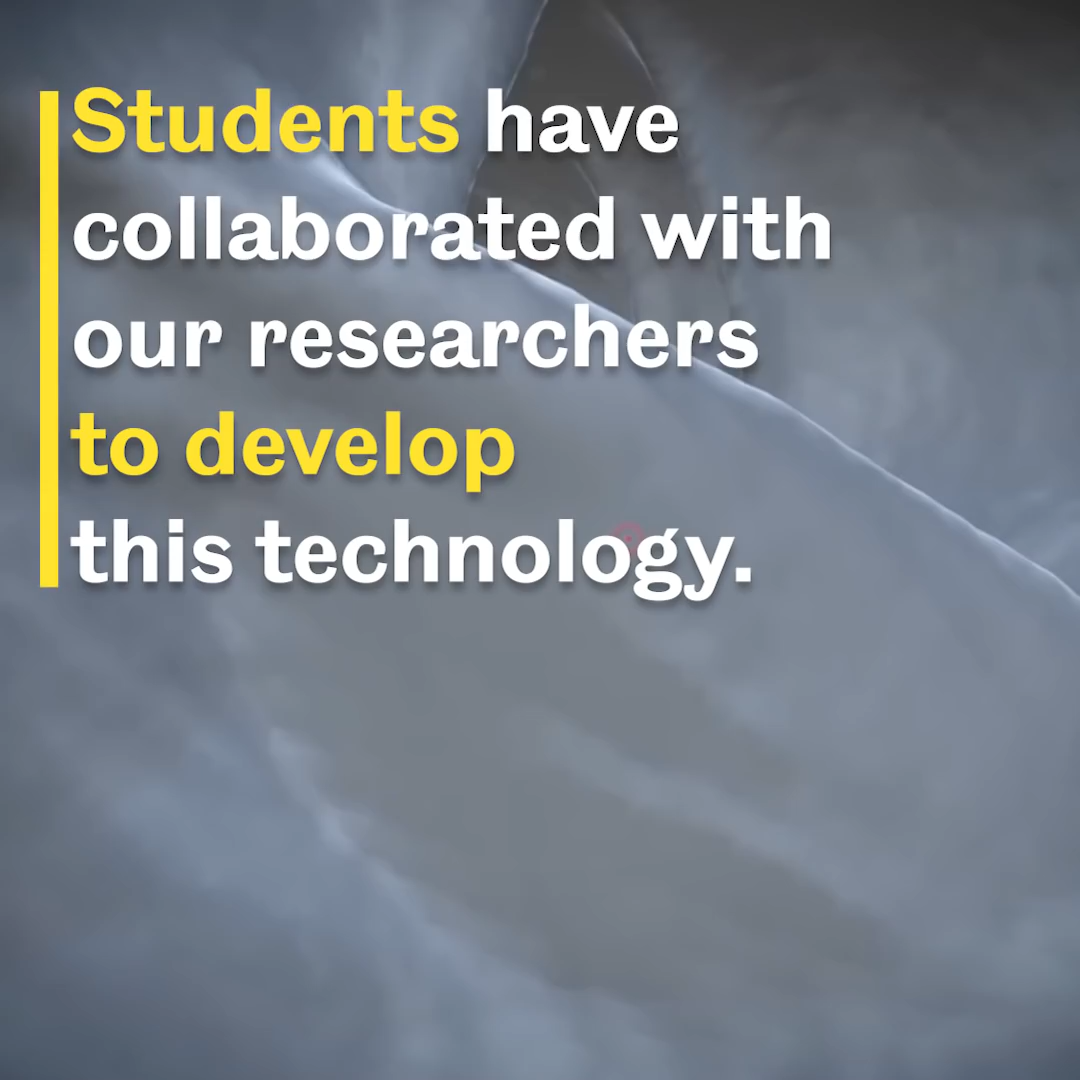 Students have
collaborated with
our researchers
to develop
this technology.